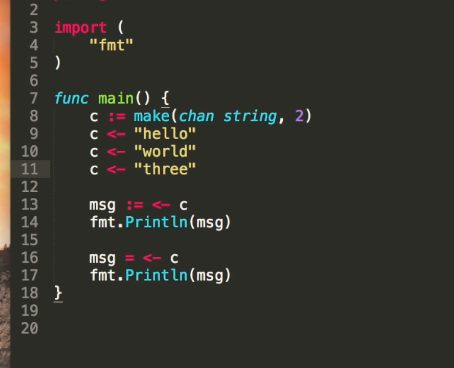 2
3 import (
4     "fmt"
5 )
6
7 func main() {
8     c := make(chan string, 2)
9     c <- "hello"
10     c <- "world"
11     c <- "three"
12
13     msg := <- c
14     fmt.Println(msg)
15
16     msg = <- c
17     fmt.Println(msg)
18 }
19
20